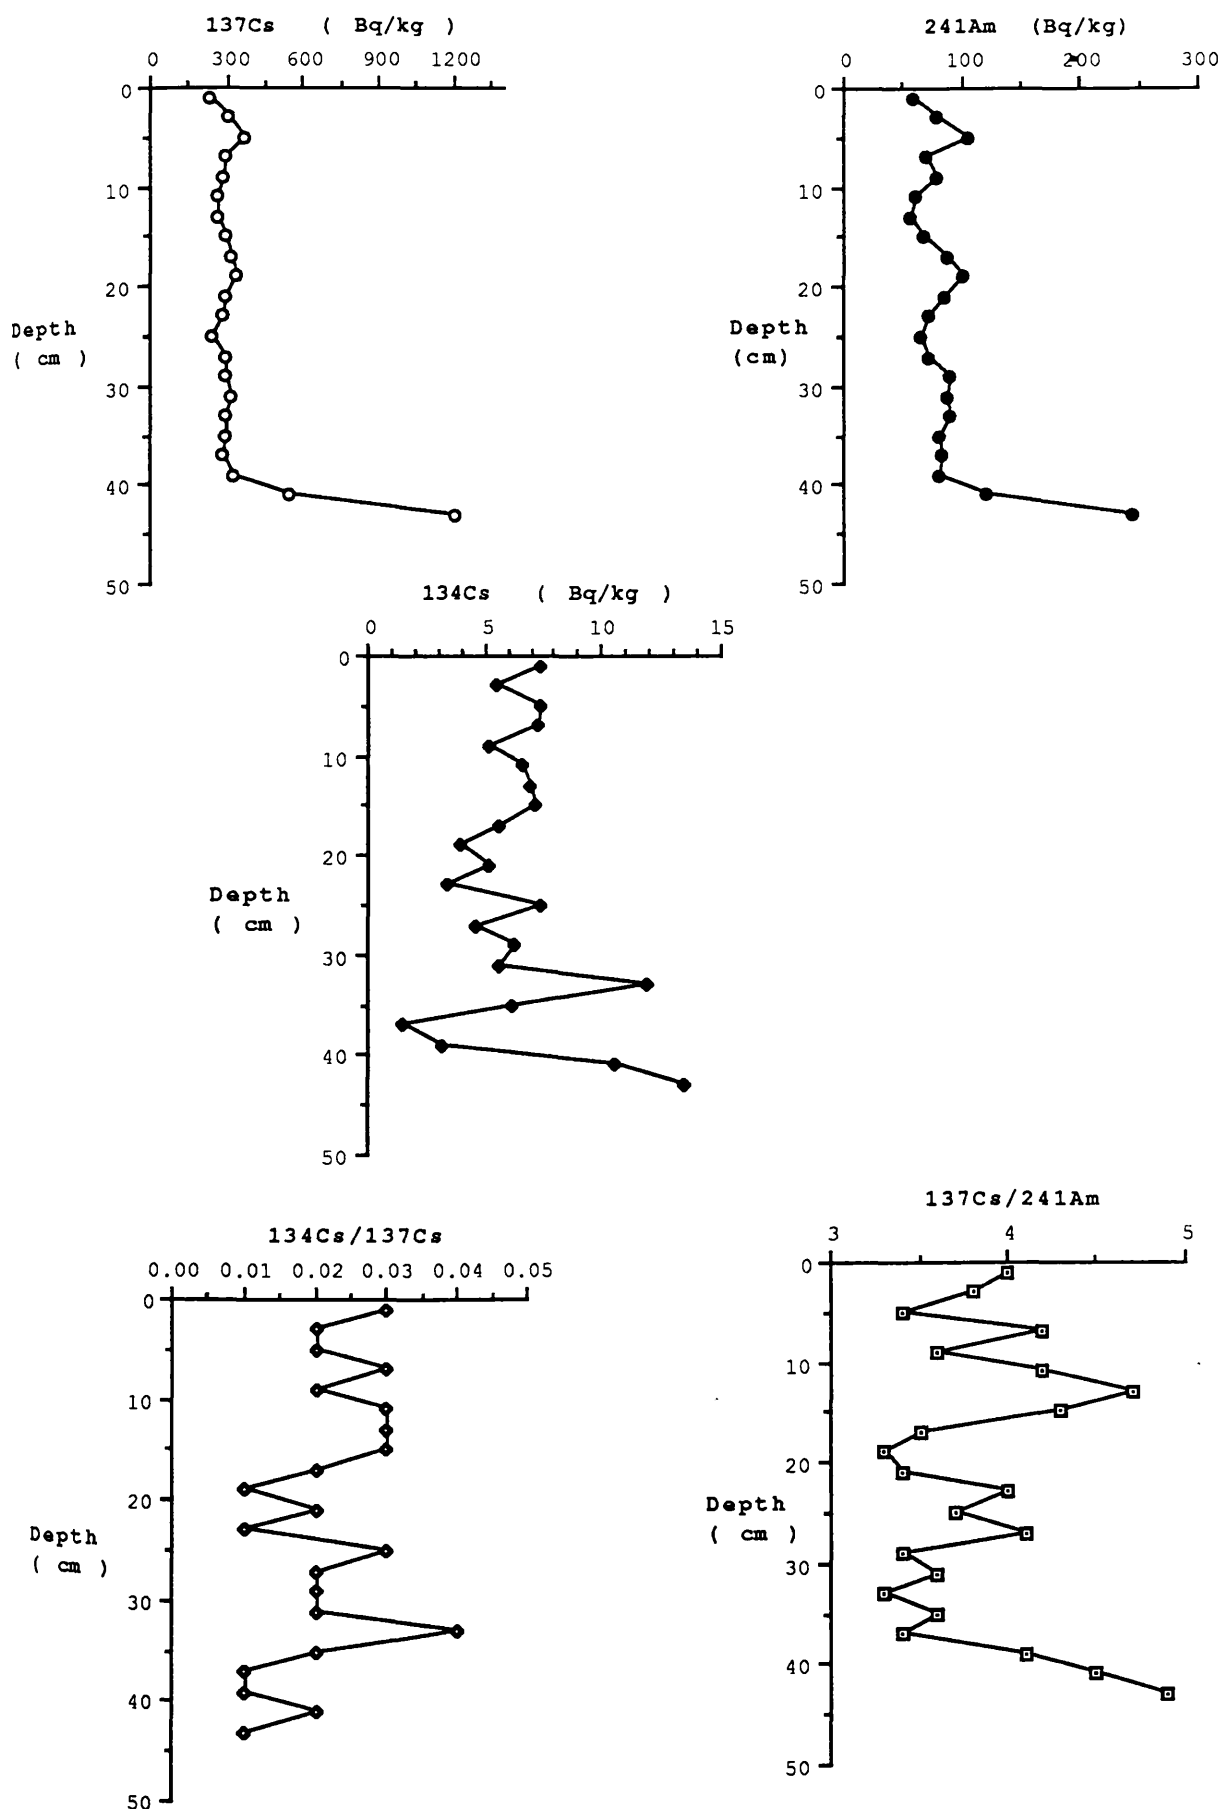 137Cs ( Bq/kg )
0 300 600 900 1200
0
10
20
30
40
50
Depth
( cm )
241Am (Bq/kg)
0 100 200 300
0
10
20
30
40
50
Depth
(cm)
134Cs ( Bq/kg )
0 5 10 15
0
10
20
30
40
50
Depth
( cm )
134Cs/137Cs
0.00 0.01 0.02 0.03 0.04 0.05
0
10
20
30
40
50
Depth
( cm )
137Cs/241Am
3 4 5
0
10
20
30
40
50
Depth
( cm )